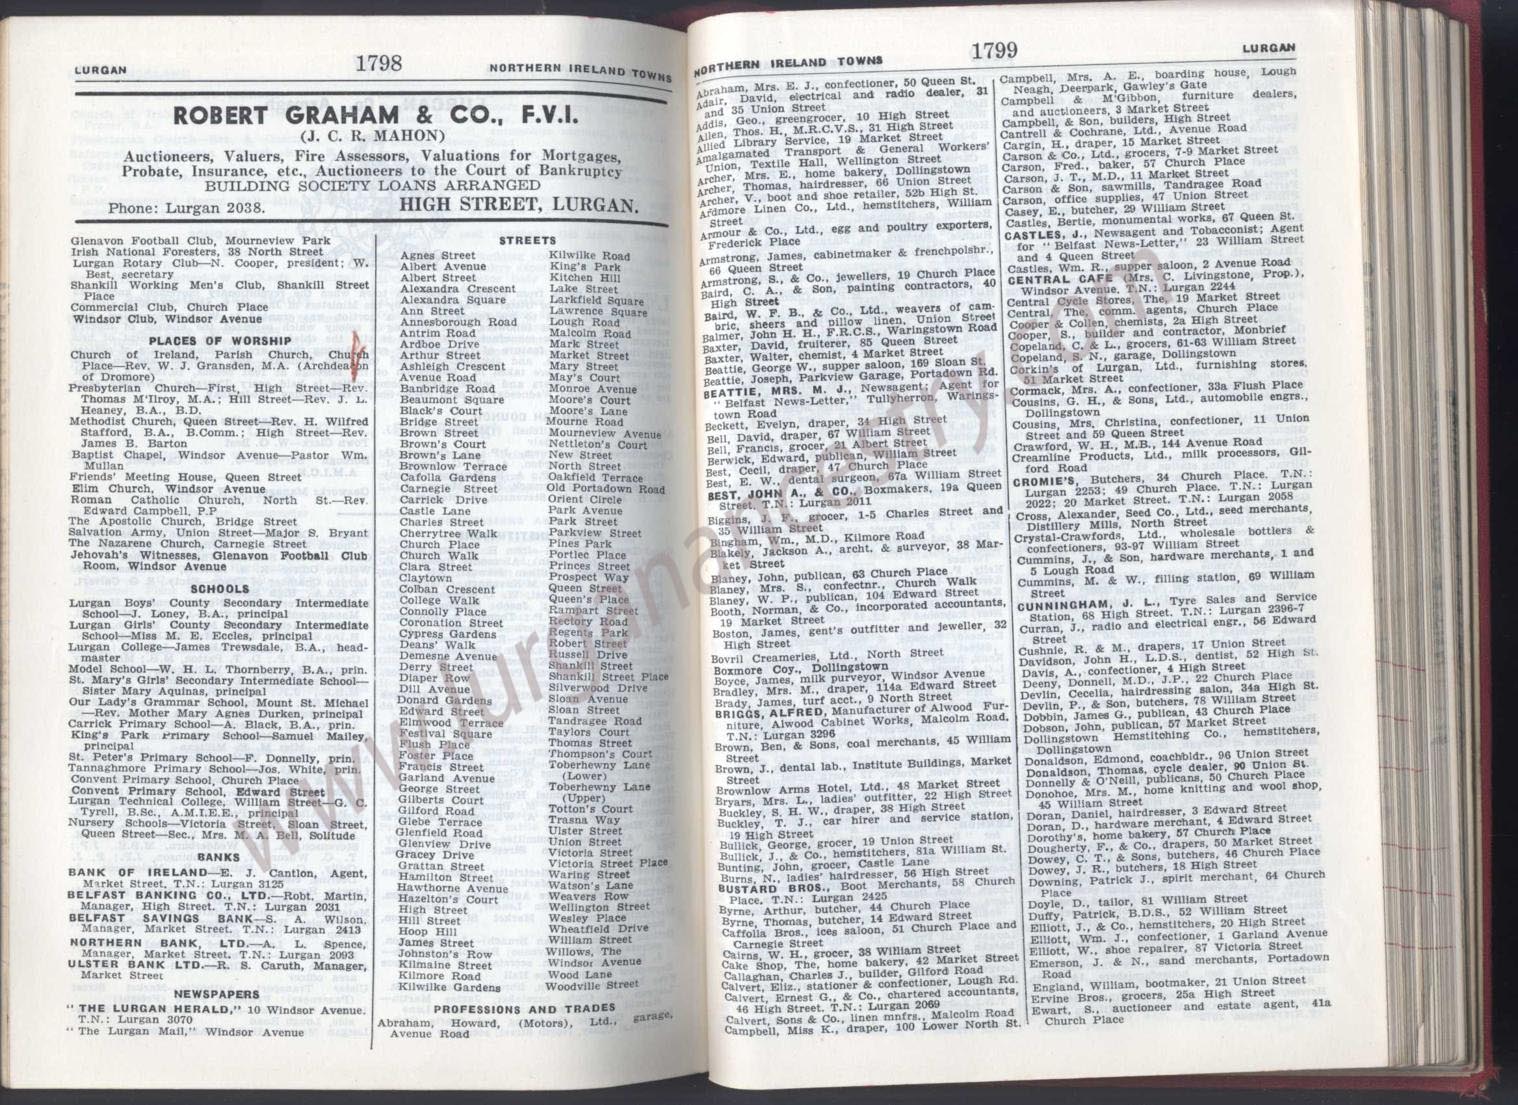 LURGAN 1798 NORTHERN IRELAND TOWNS
ROBERT GRAHAM & CO., F.V.I.
(J. C. R. MAHON)
Auctioneers, Valuers, Fire Assessors, Valuations for Mortgages,
Probate, Insurance, etc., Auctioneers to the Court of Bankruptcy
BUILDING SOCIETY LOANS ARRANGED
Phone: Lurgan 2038. HIGH STREET, LURGAN.
Glenavon Football Club, Mourneview Park
Irish National Foresters, 38 North Street
Lurgan Rotary Club—N. Cooper, president; W.
Best, secretary
Shankill Working Men's Club, Shankill Street
Place
Commercial Club, Church Place
Windsor Club, Windsor Avenue
PLACES OF WORSHIP
Church of Ireland, Parish Church, Church
Place—Rev. W. J. Gransden, M.A. (Archdeacon
of Dromore)
Presbyterian Church—First, High Street—Rev.
Thomas M'Ilroy, M.A.; Hill Street—Rev. J. L.
Heaney, B.A., B.D.
Methodist Church, Queen Street—Rev. H. Wilfred
Stafford, B.A., B.Comm.; High Street—Rev.
James B. Barton
Baptist Chapel, Windsor Avenue—Pastor Wm.
Mullan
Friends' Meeting House, Queen Street
Elim Church, Windsor Avenue
Roman Catholic Church, North St.—Rev.
Edward Campbell, P.P
The Apostolic Church, Bridge Street
Salvation Army, Union Street—Major S. Bryant
The Nazarene Church, Carnegie Street
Jehovah's Witnesses, Glenavon Football Club
Room, Windsor Avenue
SCHOOLS
Lurgan Boys' County Secondary Intermediate
School—J. Loney, B.A., principal
Lurgan Girls' County Secondary Intermediate
School—Miss M. E. Eccles, principal
Lurgan College—James Trewsdale, B.A., head-
master
Model School—W. H. L. Thornberry, B.A., prin.
St. Mary's Girls' Secondary Intermediate School—
Sister Mary Aquinas, principal
Our Lady's Grammar School, Mount St. Michael
—Rev. Mother Mary Agnes Durken, principal
Carrick Primary School—A. Black, B.A., prin.
King's Park Primary School—Samuel Mailey,
principal
St. Peter's Primary School—F. Donnelly, prin.
Tannaghmore Primary School—Jos. White, prin.
Convent Primary School, Church Place
Convent Primary School, Edward Street
Lurgan Technical College, William Street—G. C.
Tyrell, B.Sc., A.M.I.E.E., principal
Nursery Schools—Victoria Street, Sloan Street,
Queen Street—Sec., Mrs. M. A. Bell, Solitude
BANKS
BANK OF IRELAND—E. J. Cantlon, Agent,
Market Street, T.N.: Lurgan 3125
BELFAST BANKING CO., LTD.—Robt. Martin,
Manager, High Street. T.N.: Lurgan 2031
BELFAST SAVINGS BANK—S. A. Wilson,
Manager, Market Street. T.N.: Lurgan 2413
NORTHERN BANK, LTD.—A. L. Spence,
Manager, Market Street. T.N.: Lurgan 2093
ULSTER BANK LTD.—R. S. Caruth, Manager,
Market Street
NEWSPAPERS
"THE LURGAN HERALD," 10 Windsor Avenue.
T.N.: Lurgan 3070
"The Lurgan Mail," Windsor Avenue
STREETS
Agnes Street
Albert Avenue
Albert Street
Alexandra Crescent
Alexandra Square
Ann Street
Annesborough Road
Antrim Road
Ardboe Drive
Arthur Street
Ashleigh Crescent
Avenue Road
Banbridge Road
Beaumont Square
Black's Court
Bridge Street
Brown Street
Brown's Court
Brown's Lane
Brownlow Terrace
Cafolla Gardens
Carnegie Street
Carrick Drive
Castle Lane
Charles Street
Cherrytree Walk
Church Place
Church Walk
Clara Street
Claytown
Colban Crescent
College Walk
Connolly Place
Coronation Street
Cypress Gardens
Deans' Walk
Demesne Avenue
Derry Street
Diaper Row
Dill Avenue
Donard Gardens
Edward Street
Elmwood Terrace
Festival Square
Flush Place
Foster Place
Francis Street
Garland Avenue
George Street
Gilberts Court
Gilford Road
Glebe Terrace
Glenfield Road
Glenview Drive
Gracey Drive
Grattan Street
Hamilton Street
Hawthorne Avenue
Hazelton's Court
High Street
Hill Street
Hoop Hill
James Street
Johnston's Row
Kilmaine Street
Kilmore Road
Kilwilke Gardens
Kilwilke Road
King's Park
Kitchen Hill
Lake Street
Larkfield Square
Lawrence Square
Lough Road
Malcolm Road
Mark Street
Market Street
Mary Street
May's Court
Monroe Avenue
Moore's Court
Moore's Lane
Mourne Road
Mourneview Avenue
Nettleton's Court
New Street
North Street
Oakfield Terrace
Old Portadown Road
Orient Circle
Park Avenue
Park Street
Parkview Street
Pines Park
Portlec Place
Princes Street
Prospect Way
Queen Street
Queen's Place
Rampart Street
Rectory Road
Regents Park
Robert Street
Russell Drive
Shankill Street
Shankill Street Place
Silverwood Drive
Sloan Avenue
Sloan Street
Tandragee Road
Taylors Court
Thomas Street
Thompson's Court
Toberhewny Lane
(Lower)
Toberhewny Lane
(Upper)
Totton's Court
Trasna Way
Ulster Street
Union Street
Victoria Street
Victoria Street Place
Waring Street
Watson's Lane
Weavers Row
Wellington Street
Wesley Place
Wheatfield Drive
William Street
Willows, The
Windsor Avenue
Wood Lane
Woodville Street
PROFESSIONS AND TRADES
Abraham, Howard, (Motors), Ltd., garage,
Avenue Road
NORTHERN IRELAND TOWNS 1799 LURGAN
Abraham, Mrs. E. J., confectioner, 50 Queen St.
Adair, David, electrical and radio dealer, 31
and 35 Union Street
Addis, Geo., greengrocer, 10 High Street
Allen, Thos. H., M.R.C.V.S., 31 High Street
Allied Library Service, 19 Market Street
Amalgamated Transport & General Workers'
Union, Textile Hall, Wellington Street
Archer, Mrs. E., home bakery, Dollingstown
Archer, Thomas, hairdresser, 66 Union Street
Archer, V., boot and shoe retailer, 52b High St.
Ardmore Linen Co., Ltd., hemstitchers, William
Street
Armour & Co., Ltd., egg and poultry exporters,
Frederick Place
Armstrong, James, cabinetmaker & frenchpolshr.,
66 Queen Street
Armstrong, S., & Co., jewellers, 19 Church Place
Baird, C. A., & Son, painting contractors, 40
High Street
Baird, W. F. B., & Co., Ltd., weavers of cam-
bric, sheers and pillow linen, Union Street
Balmer, John H. H., F.R.C.S., Waringstown Road
Baxter, David, fruiterer, 85 Queen Street
Baxter, Walter, chemist, 4 Market Street
Beattie, George W., supper saloon, 169 Sloan St.
Beattie, Joseph, Parkview Garage, Portadown Rd.
BEATTIE, MRS. M. J., Newsagent; Agent for
"Belfast News-Letter," Tullyherron, Warings-
town Road
Beckett, Evelyn, draper, 34 High Street
Bell, David, draper, 67 William Street
Bell, Francis, grocer, 21 Albert Street
Berwick, Edward, publican, William Street
Best, Cecil, draper, 47 Church Place
Best, E. W., dental surgeon, 67a William Street
BEST, JOHN A., & CO., Boxmakers, 19a Queen
Street. T.N.: Lurgan 2011
Biggins, J. F., grocer, 1-5 Charles Street and
35 William Street
Bingham, Wm., M.D., Kilmore Road
Blakely, Jackson A., archt. & surveyor, 38 Mar-
ket Street
Blaney, John, publican, 63 Church Place
Blaney, Mrs. S., confectnr., Church Walk
Blaney, W. P., publican, 104 Edward Street
Booth, Norman, & Co., incorporated accountants,
19 Market Street
Boston, James, gent's outfitter and jeweller, 32
High Street
Bovril Creameries, Ltd., North Street
Boxmore Coy., Dollingstown
Boyce, James, milk purveyor, Windsor Avenue
Bradley, Mrs. M., draper, 114a Edward Street
Brady, James, turf acct., 9 North Street
BRIGGS, ALFRED, Manufacturer of Alwood Fur-
niture, Alwood Cabinet Works, Malcolm Road.
T.N.: Lurgan 3296
Brown, Ben, & Sons, coal merchants, 45 William
Street
Brown, J., dental lab., Institute Buildings, Market
Street
Brownlow Arms Hotel, Ltd., 48 Market Street
Bryars, Mrs. L., ladies' outfitter, 22 High Street
Buckley, S. H. W., draper, 38 High Street
Buckley, T. J., car hirer and service station,
19 High Street
Bullick, George, grocer, 19 Union Street
Bullick, J., & Co., hemstitchers, 81a William St.
Bunting, John, grocer, Castle Lane
Burns, N., ladies' hairdresser, 56 High Street
BUSTARD BROS., Boot Merchants, 58 Church
Place. T.N.: Lurgan 2425
Byrne, Arthur, butcher, 44 Church Place
Byrne, Thomas, butcher, 14 Edward Street
Caffolla Bros., ices saloon, 51 Church Place and
Carnegie Street
Cairns, W. H., grocer, 38 William Street
Cake Shop, The, home bakery, 42 Market Street
Callaghan, Charles J., builder, Gilford Road
Calvert, Eliz., stationer & confectioner, Lough Rd.
Calvert, Ernest G., & Co., chartered accountants,
46 High Street. T.N.: Lurgan 2069
Calvert, Sons & Co., linen mnfrs., Malcolm Road
Campbell, Miss K., draper, 100 Lower North St.
Campbell, Mrs. A. E., boarding house, Lough
Neagh, Deerpark, Gawley's Gate
Campbell & M'Gibbon, furniture dealers,
and auctioneers, 3 Market Street
Campbell, & Son, builders, High Street
Cantrell & Cochrane, Ltd., Avenue Road
Cargin, H., draper, 15 Market Street
Carson & Co., Ltd., grocers, 7-9 Market Street
Carson, Fred., baker, 57 Church Place
Carson, J. T., M.D., 11 Market Street
Carson & Son, sawmills, Tandragee Road
Carson, office supplies, 47 Union Street
Casey, E., butcher, 29 William Street
Castles, Bertie, monumental works, 67 Queen St.
CASTLES, J., Newsagent and Tobacconist; Agent
for "Belfast News-Letter," 23 William Street
and 4 Queen Street
Castles, Wm. R., supper saloon, 2 Avenue Road
CENTRAL CAFE (Mrs. C. Livingstone, Prop.),
Windsor Avenue. T.N.: Lurgan 2244
Central Cycle Stores, The, 19 Market Street
Central, The, comm. agents, Church Place
Cooper & Collen, chemists, 2a High Street
Cooper, S., builder and contractor, Monbrief
Copeland, C. & L., grocers, 61-63 William Street
Copeland, E. N., garage, Dollingstown
Corkin's of Lurgan, Ltd., furnishing stores,
51 Market Street
Cormack, Mrs. A., confectioner, 33a Flush Place
Cousins, G. H., & Sons, Ltd., automobile engrs.,
Dollingstown
Cousins, Mrs. Christina, confectioner, 11 Union
Street and 59 Queen Street
Crawford, W. H., M.B., 144 Avenue Road
Creamline Products, Ltd., milk processors, Gil-
ford Road
CROMIE'S, Butchers, 34 Church Place. T.N.:
Lurgan 2253; 49 Church Place. T.N.: Lurgan
2022; 20 Market Street. T.N.: Lurgan 2058
Cross, Alexander, Seed Co., Ltd., seed merchants,
Distillery Mills, North Street
Crystal-Crawfords, Ltd., wholesale bottlers &
confectioners, 93-97 William Street
Cummins, J., & Son, hardware merchants, 1 and
5 Lough Road
Cummins, M. & W., filling station, 69 William
Street
CUNNINGHAM, J. L., Tyre Sales and Service
Station, 68 High Street. T.N.: Lurgan 2396-7
Curran, J., radio and electrical engr., 56 Edward
Street
Cushnie, R. & M., drapers, 17 Union Street
Davidson, John H., L.D.S., dentist, 52 High St.
Davis, A., confectioner, 4 High Street
Deeny, Donnell, M.D., J.P., 22 Church Place
Devlin, Cecelia, hairdressing salon, 34a High St.
Devlin, P., & Son, butchers, 78 William Street
Dobbin, James G., publican, 43 Church Place
Dobson, John, publican, 57 Market Street
Dollingstown Hemstitching Co., hemstitchers,
Dollingstown
Donaldson, Edmond, coachbldr., 96 Union Street
Donaldson, Thomas, cycle dealer, 90 Union St.
Donnelly & O'Neill, publicans, 50 Church Place
Donohoe, Mrs. M., home knitting and wool shop,
45 William Street
Doran, Daniel, hairdresser, 3 Edward Street
Doran, D., hardware merchant, 4 Edward Street
Dorothy's, home bakery, 57 Church Place
Dougherty, F., & Co., drapers, 50 Market Street
Dowey, C. T., & Sons, butchers, 46 Church Place
Dowey, J. R., butchers, 18 High Street
Downing, Patrick J., spirit merchant, 64 Church
Place
Doyle, D., tailor, 81 William Street
Duffy, Patrick, B.D.S., 52 William Street
Elliott, J., & Co., hemstitchers, 20 High Street
Elliott, Wm. J., confectioner, 1 Garland Avenue
Elliott, W., shoe repairer, 87 Victoria Street
Emerson, J. & N., sand merchants, Portadown
Road
England, William, bootmaker, 21 Union Street
Ervine Bros., grocers, 25a High Street
Ewart, S., auctioneer and estate agent, 41a
Church Place
www.lurganancestry.com